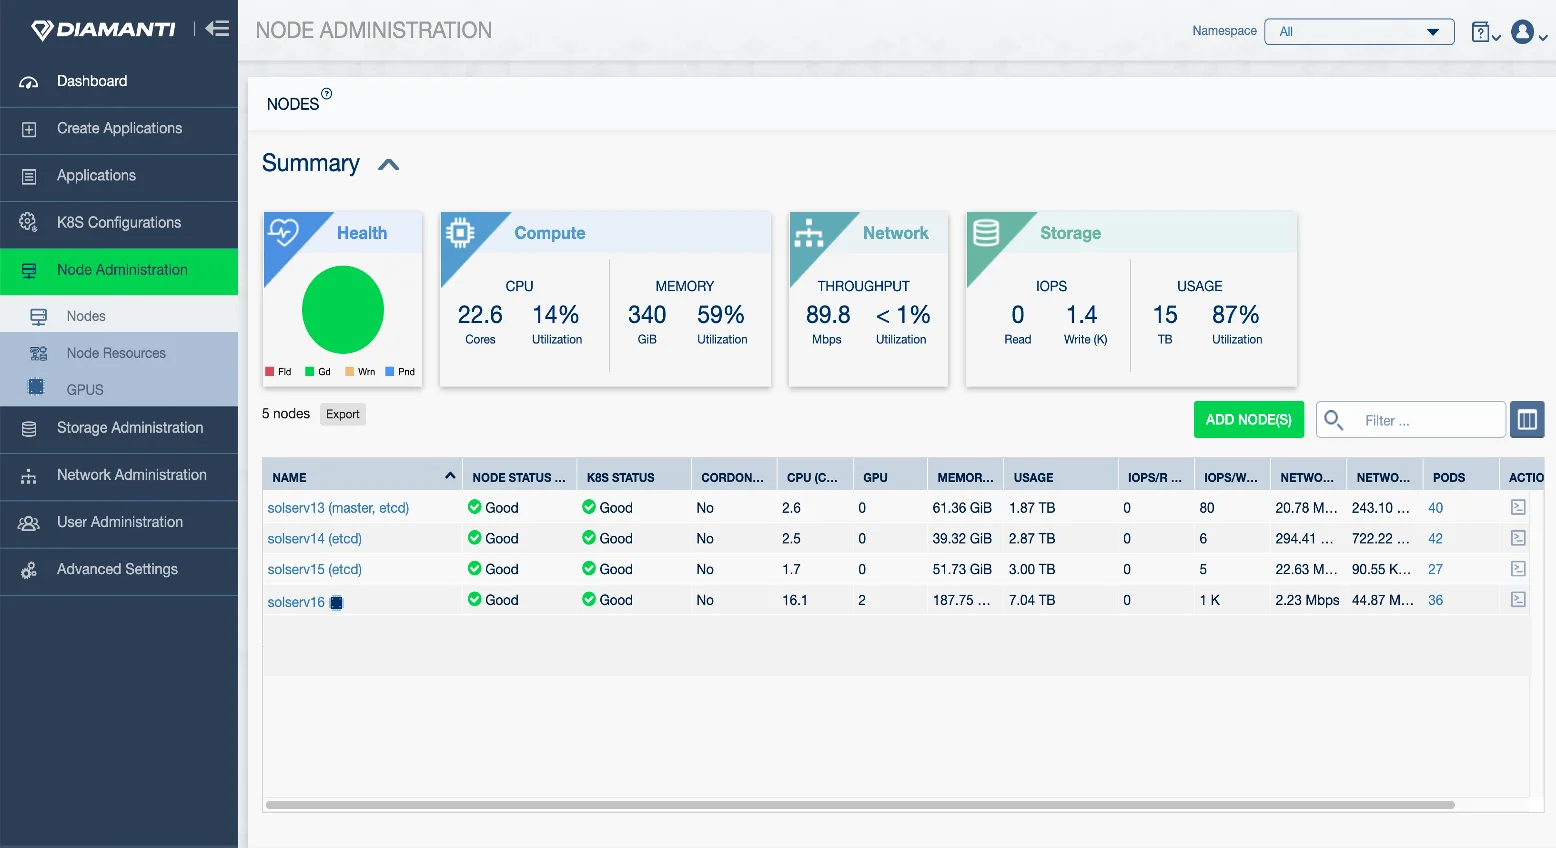 DIAMANTI
NODE ADMINISTRATION
Namespace
All
Dashboard
Create Applications
Applications
K8S Configurations
Node Administration
Nodes
Node Resources
GPUS
Storage Administration
Network Administration
User Administration
Advanced Settings
NODES
Summary
Health
Fld Gd Wrn Pnd
Compute
CPU MEMORY
22.6 14% 340 59%
Cores Utilization GiB Utilization
Network
THROUGHPUT
89.8 < 1%
Mbps Utilization
Storage
IOPS USAGE
0 1.4 15 87%
Read Write (K) TB Utilization
5 nodes Export
ADD NODE(S) Filter ...
NAME NODE STATUS ... K8S STATUS CORDON... CPU (C... GPU MEMOR... USAGE IOPS/R ... IOPS/W... NETWO... NETWO... PODS ACTIO
solserv13 (master, etcd) Good Good No 2.6 0 61.36 GiB 1.87 TB 0 80 20.78 M... 243.10 ... 40
solserv14 (etcd) Good Good No 2.5 0 39.32 GiB 2.87 TB 0 6 294.41 ... 722.22 ... 42
solserv15 (etcd) Good Good No 1.7 0 51.73 GiB 3.00 TB 0 5 22.63 M... 90.55 K... 27
solserv16 Good Good No 16.1 2 187.75 ... 7.04 TB 0 1 K 2.23 Mbps 44.87 M... 36